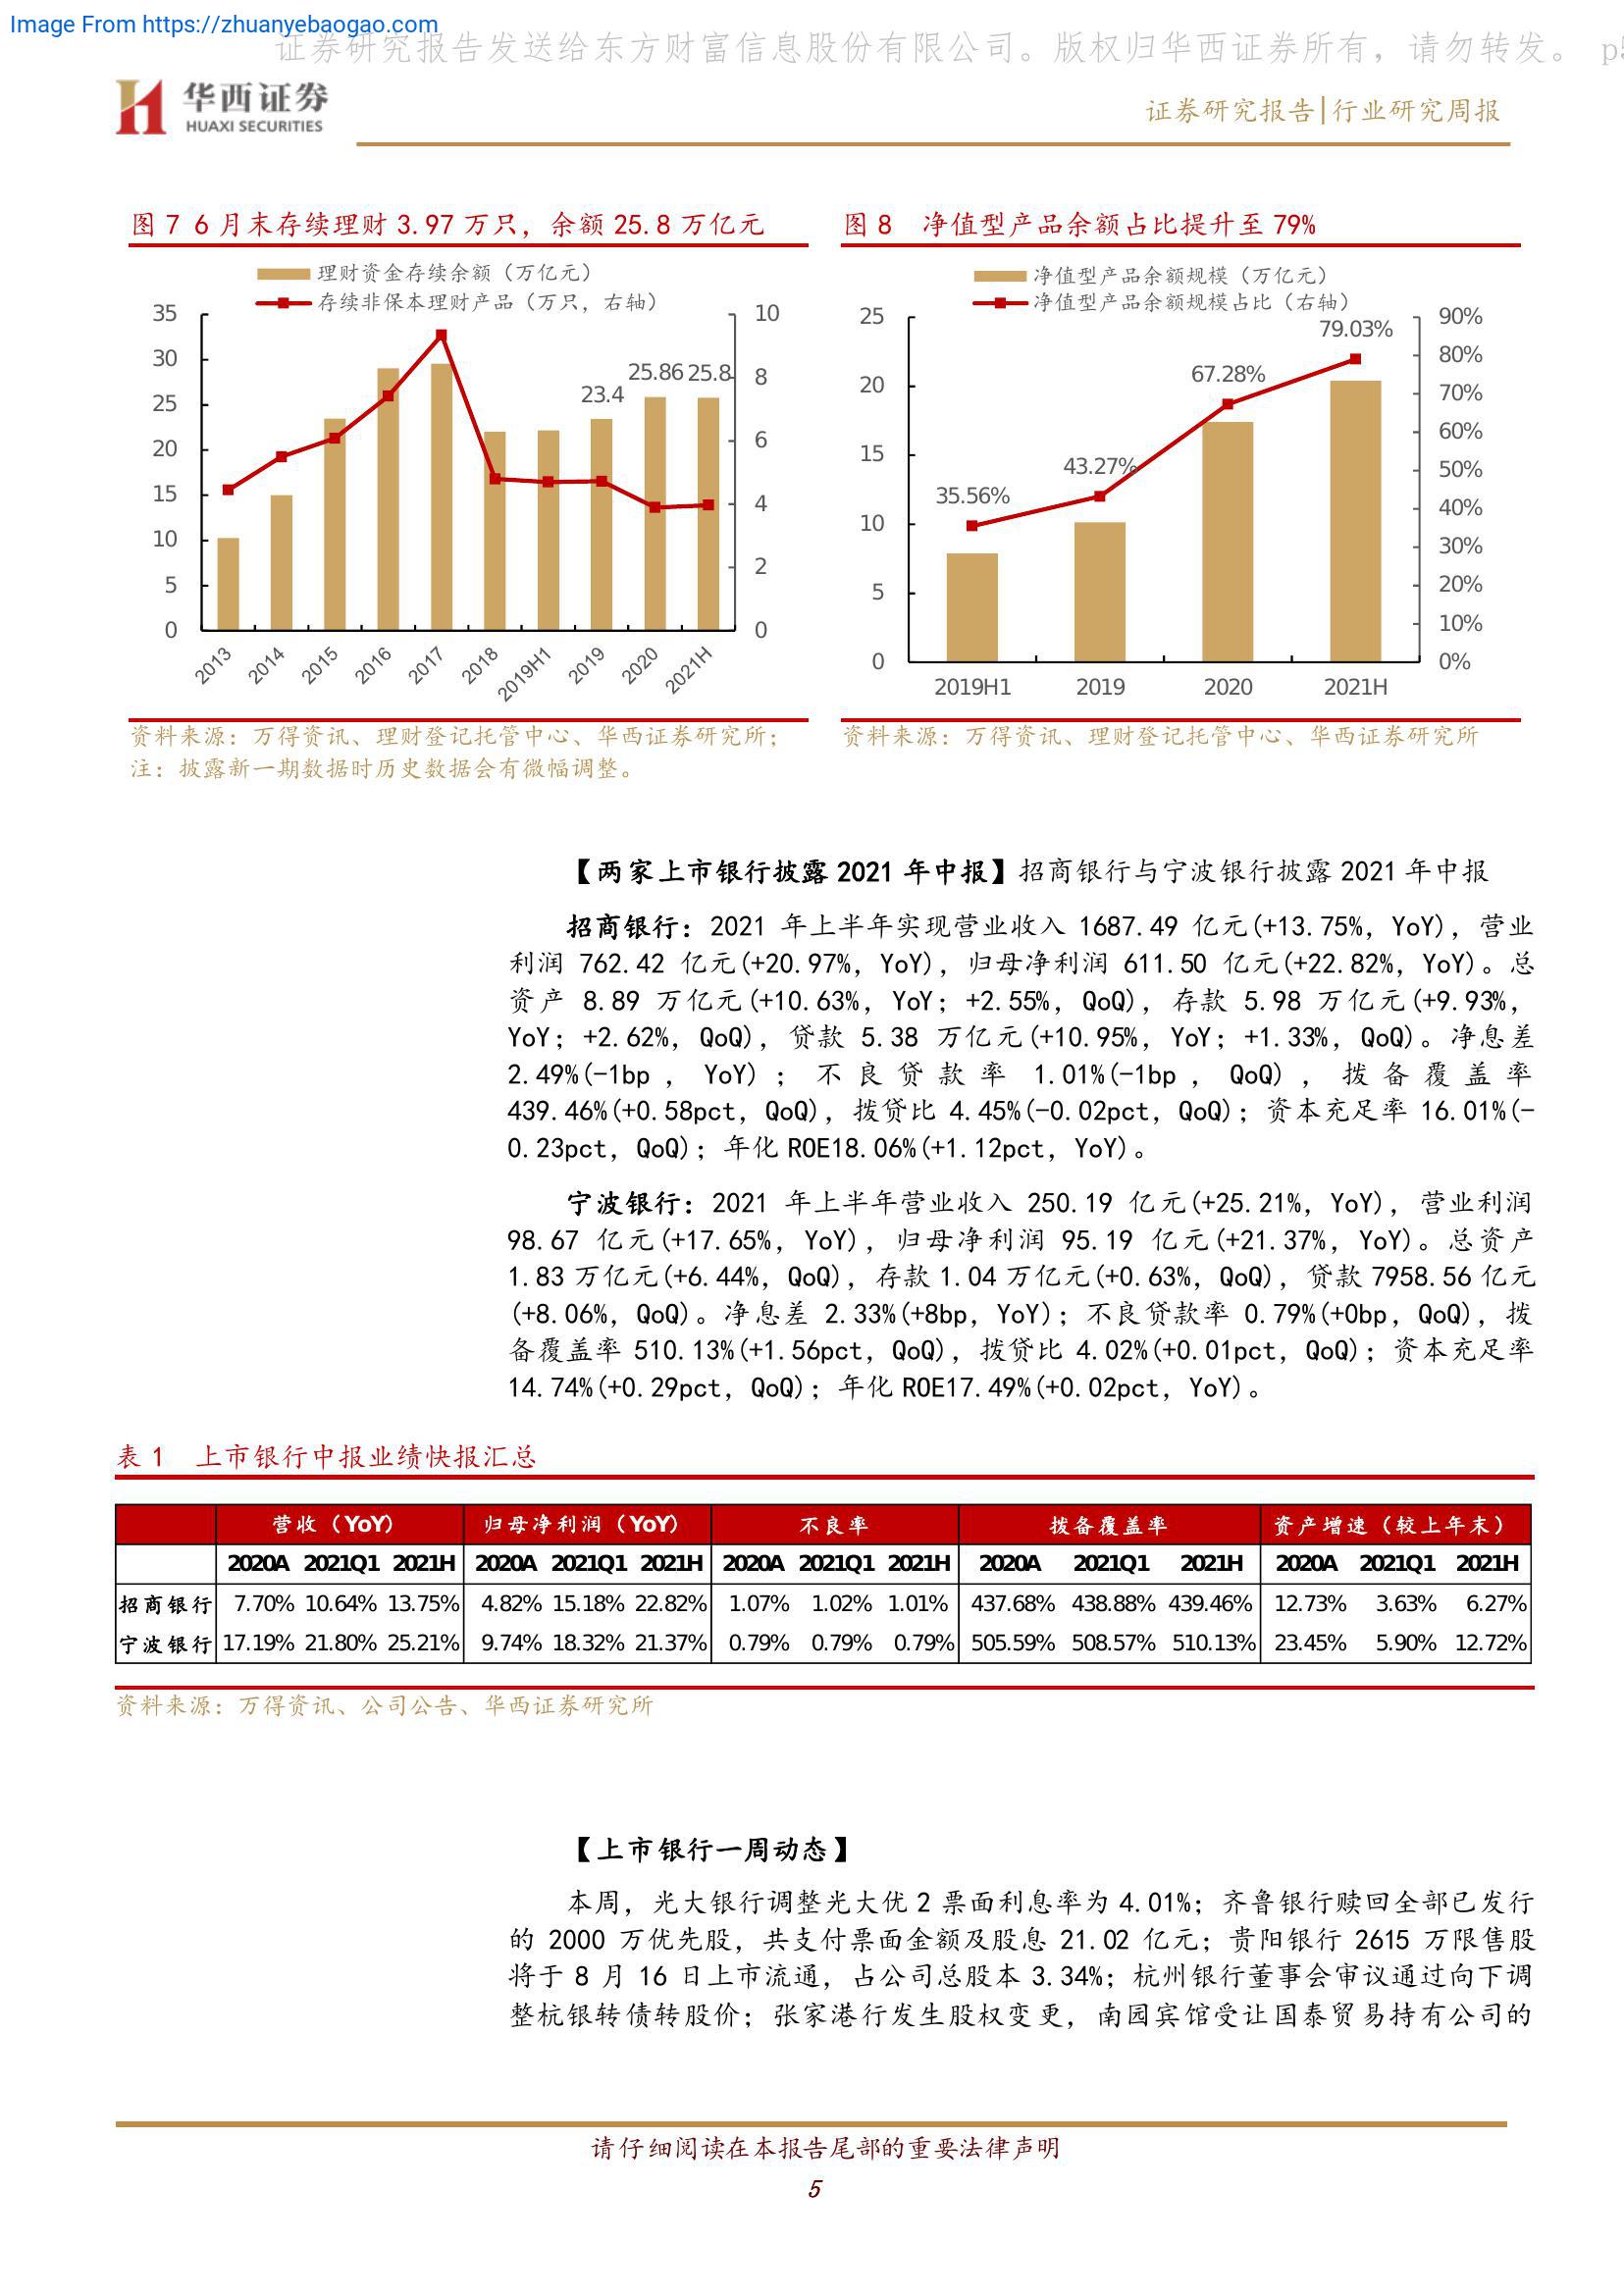 Image From https://zhuanyebaogao.com
证券研究报告发送给东方财富信息股份有限公司。版权归华西证券所有，请勿转发。 p5
华西证券
HUAXI SECURITIES
证券研究报告|行业研究周报
图 7 6 月末存续理财 3.97 万只，余额 25.8 万亿元
理财资金存续余额（万亿元）
存续非保本理财产品（万只，右轴）
35
30
25
20
15
10
5
0
10
8
6
4
2
0
23.4
25.86
25.8
2013
2014
2015
2016
2017
2018
2019H1
2019
2020
2021H
资料来源：万得资讯、理财登记托管中心、华西证券研究所；
注：披露新一期数据时历史数据会有微幅调整。
图 8 净值型产品余额占比提升至 79%
净值型产品余额规模（万亿元）
净值型产品余额规模占比（右轴）
25
20
15
10
5
0
90%
80%
70%
60%
50%
40%
30%
20%
10%
0%
35.56%
43.27%
67.28%
79.03%
2019H1
2019
2020
2021H
资料来源：万得资讯、理财登记托管中心、华西证券研究所
【两家上市银行披露 2021 年中报】招商银行与宁波银行披露 2021 年中报
招商银行：2021 年上半年实现营业收入 1687.49 亿元(+13.75%, YoY)，营业
利润 762.42 亿元(+20.97%, YoY)，归母净利润 611.50 亿元(+22.82%, YoY)。总
资产 8.89 万亿元(+10.63%, YoY; +2.55%, QoQ)，存款 5.98 万亿元(+9.93%,
YoY; +2.62%, QoQ)，贷款 5.38 万亿元(+10.95%, YoY; +1.33%, QoQ)。净息差
2.49%(-1bp , YoY)；不良贷款率 1.01%(-1bp , QoQ)，拨备覆盖率
439.46%(+0.58pct, QoQ)，拨贷比 4.45%(-0.02pct, QoQ)；资本充足率 16.01%(-
0.23pct, QoQ)；年化 ROE18.06%(+1.12pct, YoY)。
宁波银行：2021 年上半年营业收入 250.19 亿元(+25.21%, YoY)，营业利润
98.67 亿元(+17.65%, YoY)，归母净利润 95.19 亿元(+21.37%, YoY)。总资产
1.83 万亿元(+6.44%, QoQ)，存款 1.04 万亿元(+0.63%, QoQ)，贷款 7958.56 亿元
(+8.06%, QoQ)。净息差 2.33%(+8bp, YoY)；不良贷款率 0.79%(+0bp, QoQ)，拨
备覆盖率 510.13%(+1.56pct, QoQ)，拨贷比 4.02%(+0.01pct, QoQ)；资本充足率
14.74%(+0.29pct, QoQ)；年化 ROE17.49%(+0.02pct, YoY)。
表 1 上市银行中报业绩快报汇总
营收（YoY） 归母净利润（YoY） 不良率 拨备覆盖率 资产增速（较上年末）
2020A 2021Q1 2021H 2020A 2021Q1 2021H 2020A 2021Q1 2021H 2020A 2021Q1 2021H 2020A 2021Q1 2021H
招商银行 7.70% 10.64% 13.75% 4.82% 15.18% 22.82% 1.07% 1.02% 1.01% 437.68% 438.88% 439.46% 12.73% 3.63% 6.27%
宁波银行 17.19% 21.80% 25.21% 9.74% 18.32% 21.37% 0.79% 0.79% 0.79% 505.59% 508.57% 510.13% 23.45% 5.90% 12.72%
资料来源：万得资讯、公司公告、华西证券研究所
【上市银行一周动态】
本周，光大银行调整光大优 2 票面利息率为 4.01%；齐鲁银行赎回全部已发行
的 2000 万优先股，共支付票面金额及股息 21.02 亿元；贵阳银行 2615 万限售股
将于 8 月 16 日上市流通，占公司总股本 3.34%；杭州银行董事会审议通过向下调
整杭银转债转股价；张家港行发生股权变更，南园宾馆受让国泰贸易持有公司的
请仔细阅读在本报告尾部的重要法律声明
5